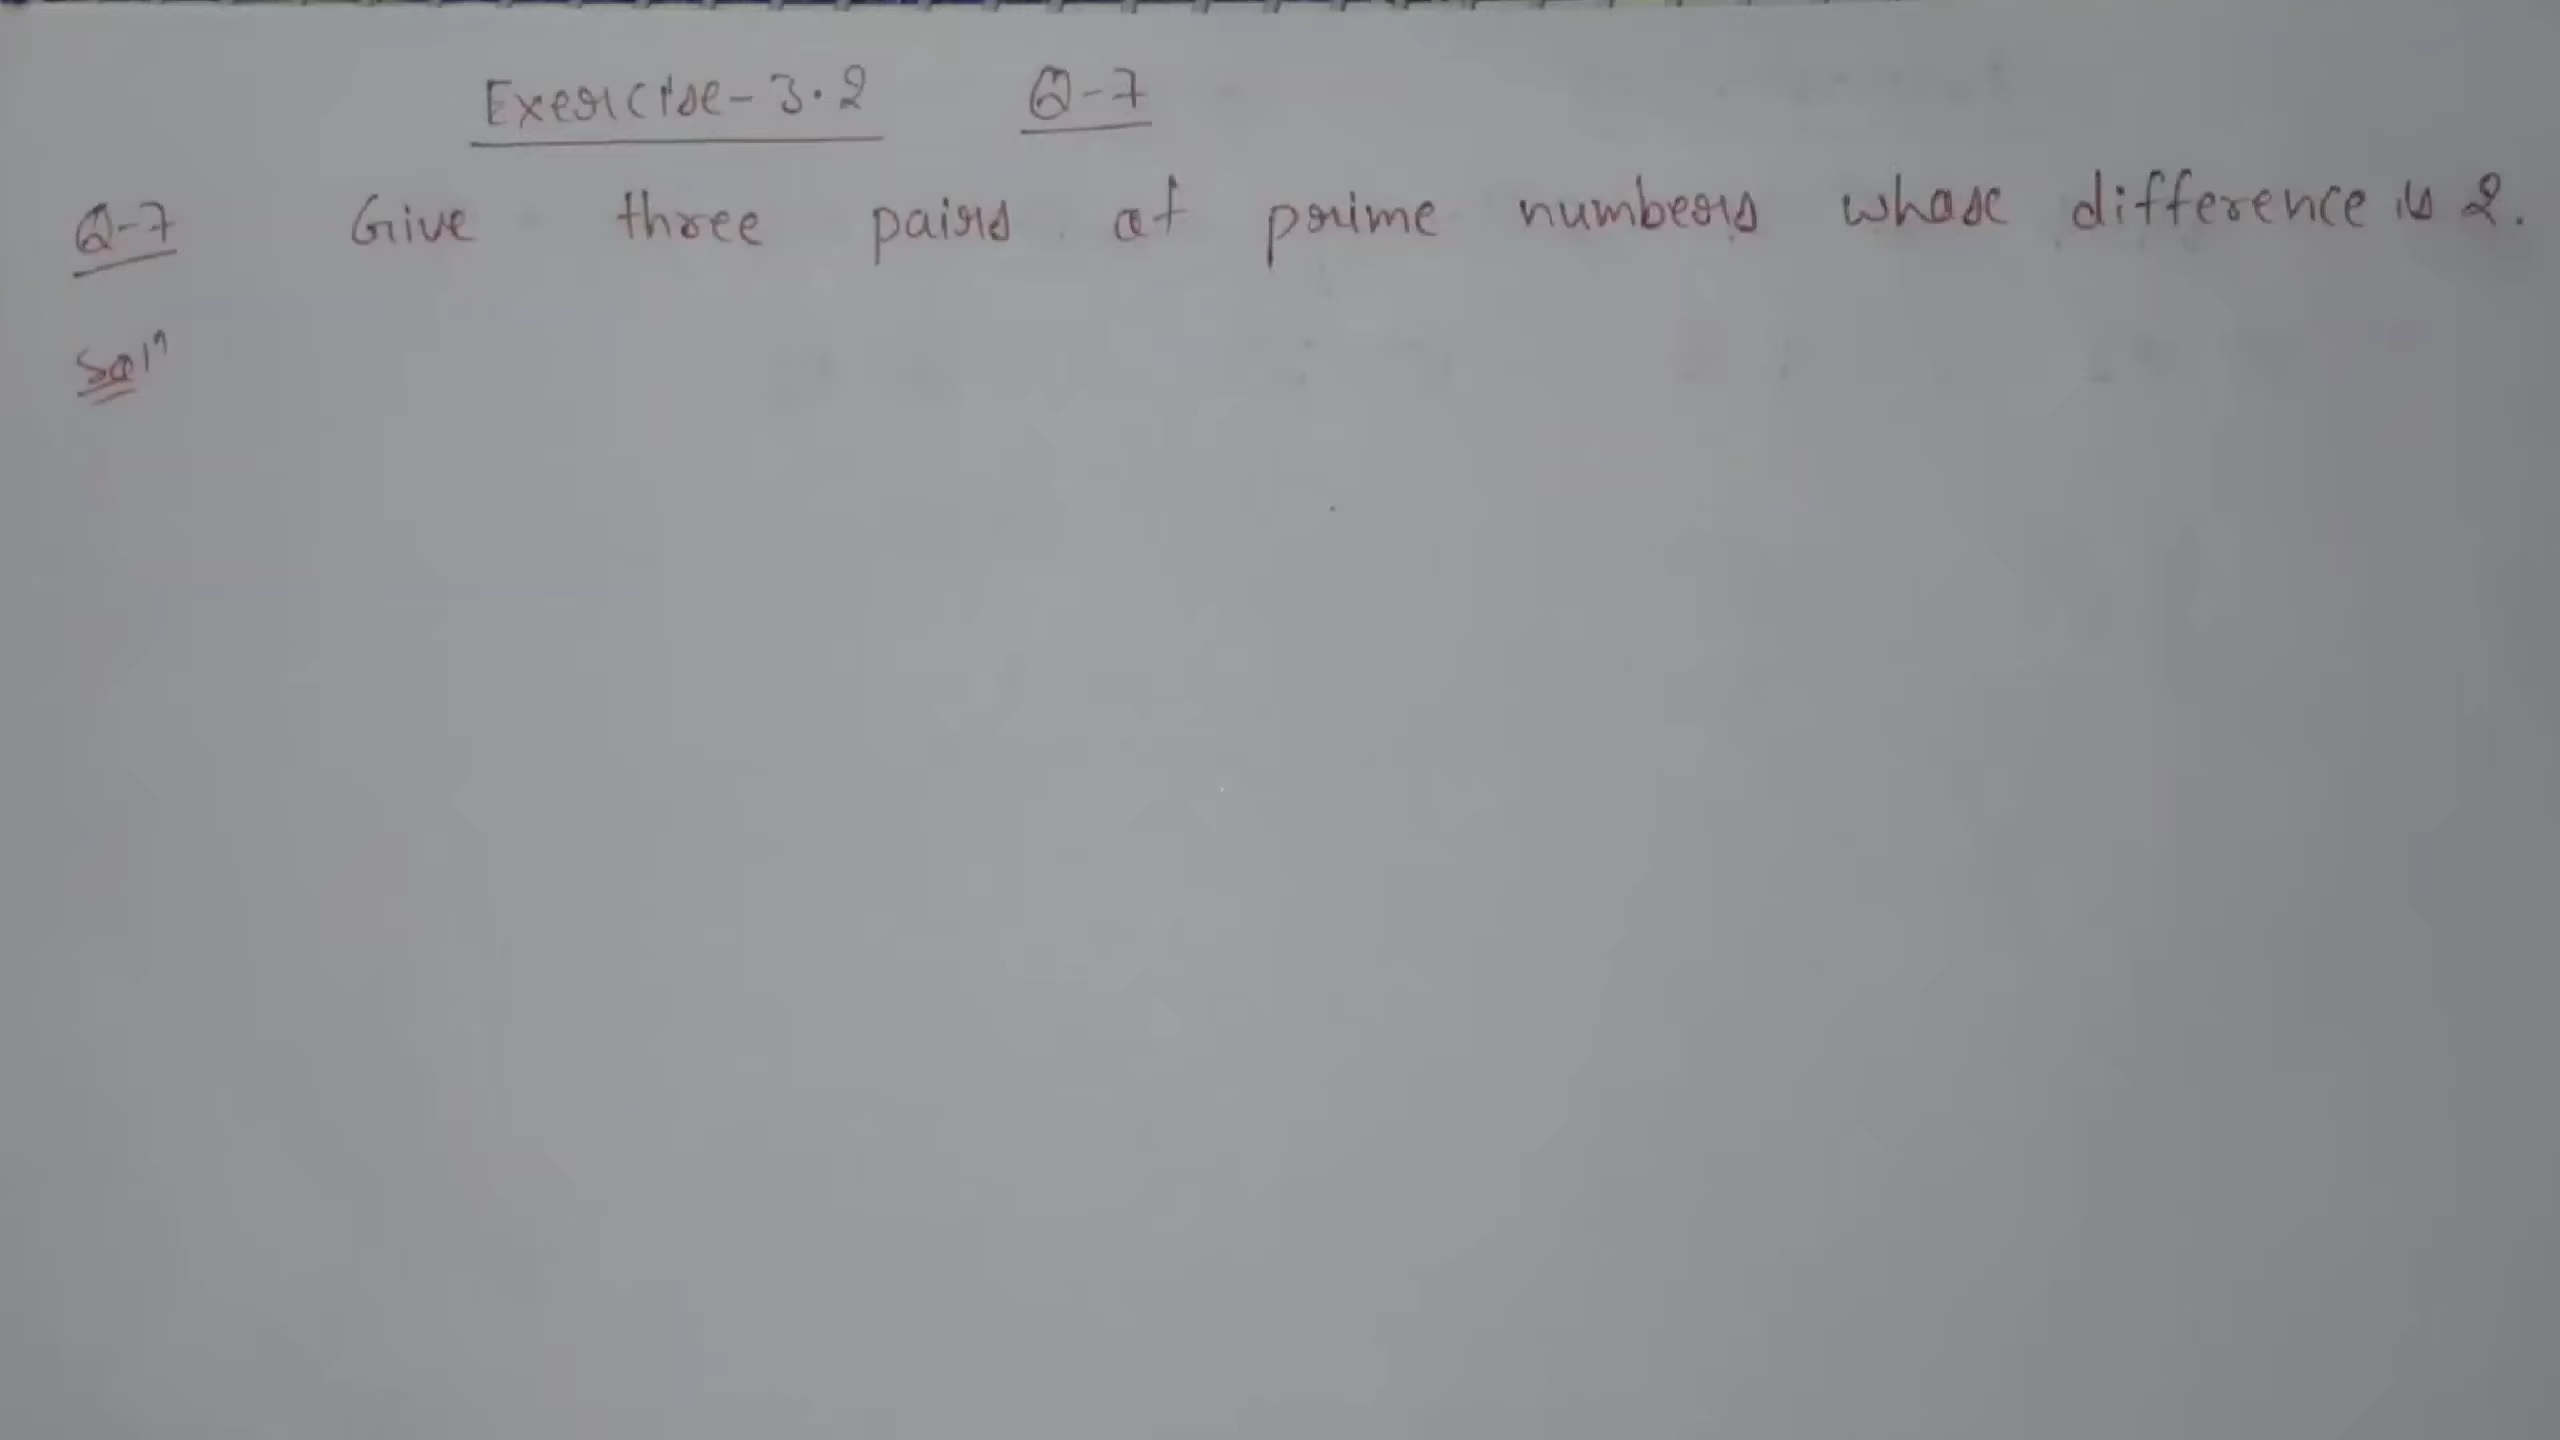 Exercise-3.2 Q-7
Q-7 Give three pairs of prime numbers whose difference is 2.
Solⁿ